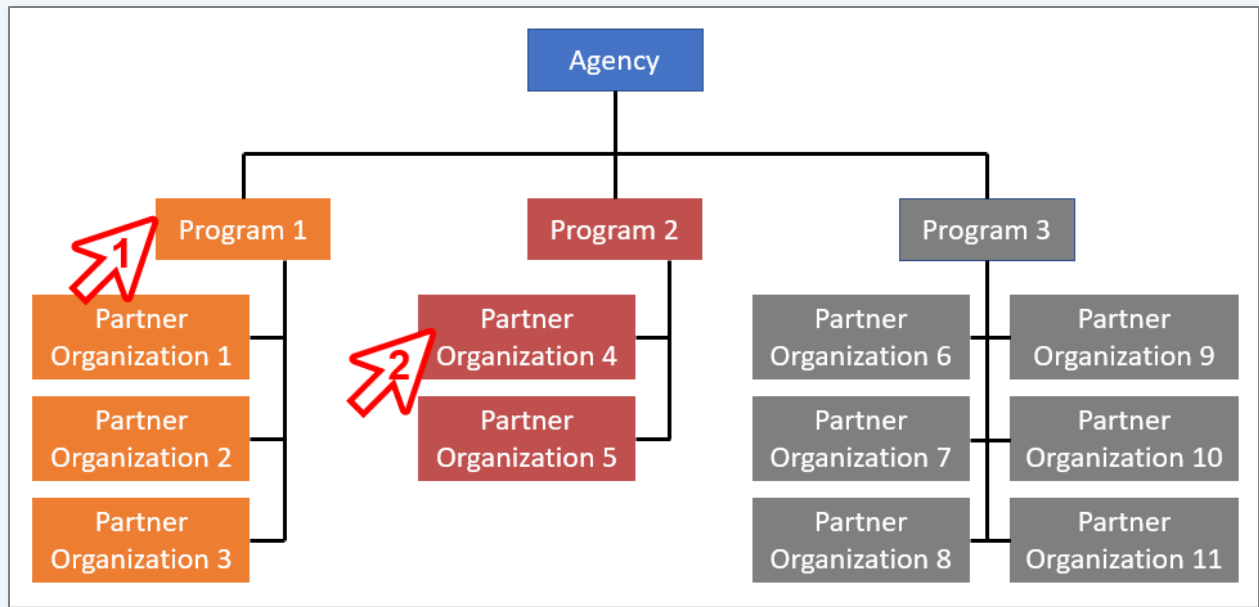 Agency
Program 1
Program 2
Program 3
1
Partner
Organization 1
Partner
Organization 2
Partner
Organization 3
2
Partner
Organization 4
Partner
Organization 5
Partner
Organization 6
Partner
Organization 7
Partner
Organization 8
Partner
Organization 9
Partner
Organization 10
Partner
Organization 11